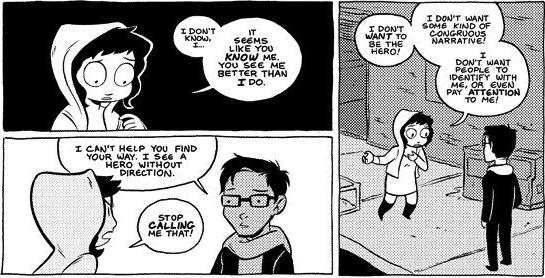 I DON'T
KNOW,
I...
IT
SEEMS
LIKE YOU
KNOW ME.
YOU SEE ME
BETTER THAN
I DO.
I CAN'T HELP YOU FIND
YOUR WAY. I SEE A
HERO WITHOUT
DIRECTION.
STOP
CALLING
ME THAT!
I DON'T
WANT TO
BE THE
HERO!
I DON'T WANT
SOME KIND OF
CONGRUOUS
NARRATIVE!
I
DON'T WANT
PEOPLE TO
IDENTIFY WITH
ME, OR EVEN
PAY ATTENTION
TO ME!